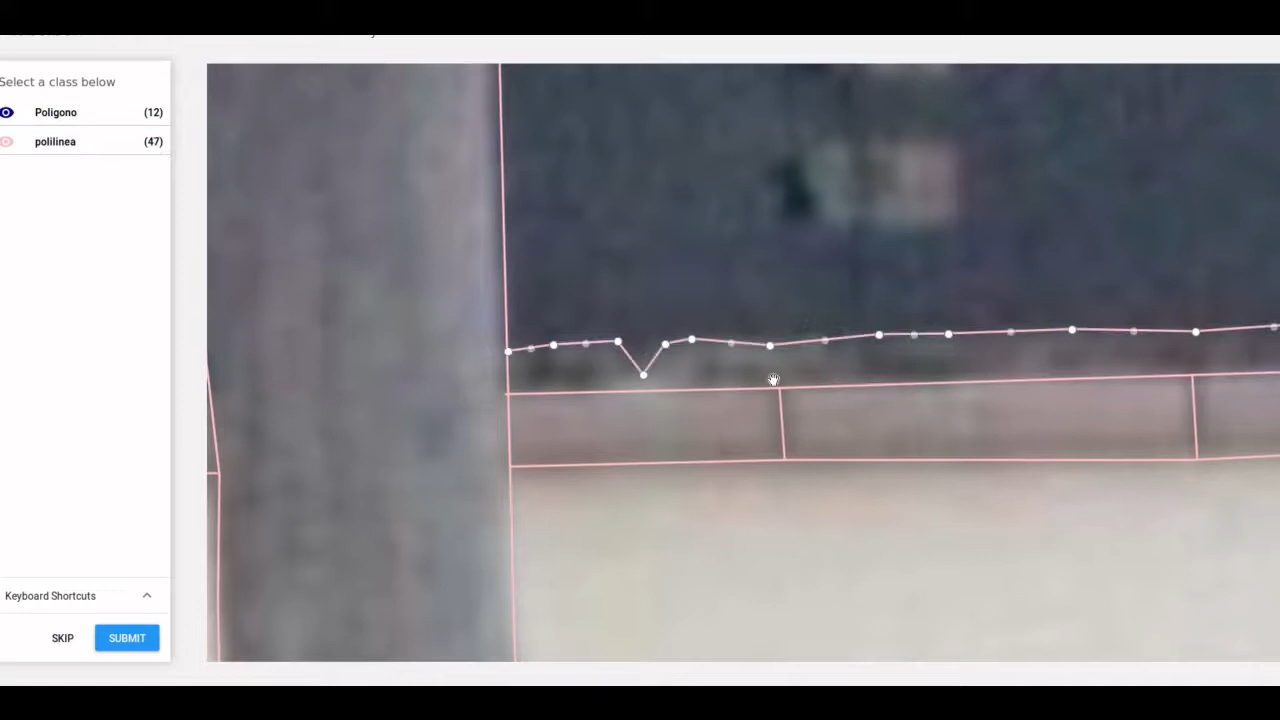 Select a class below
Poligono (12)
polilinea (47)
Keyboard Shortcuts
SKIP SUBMIT